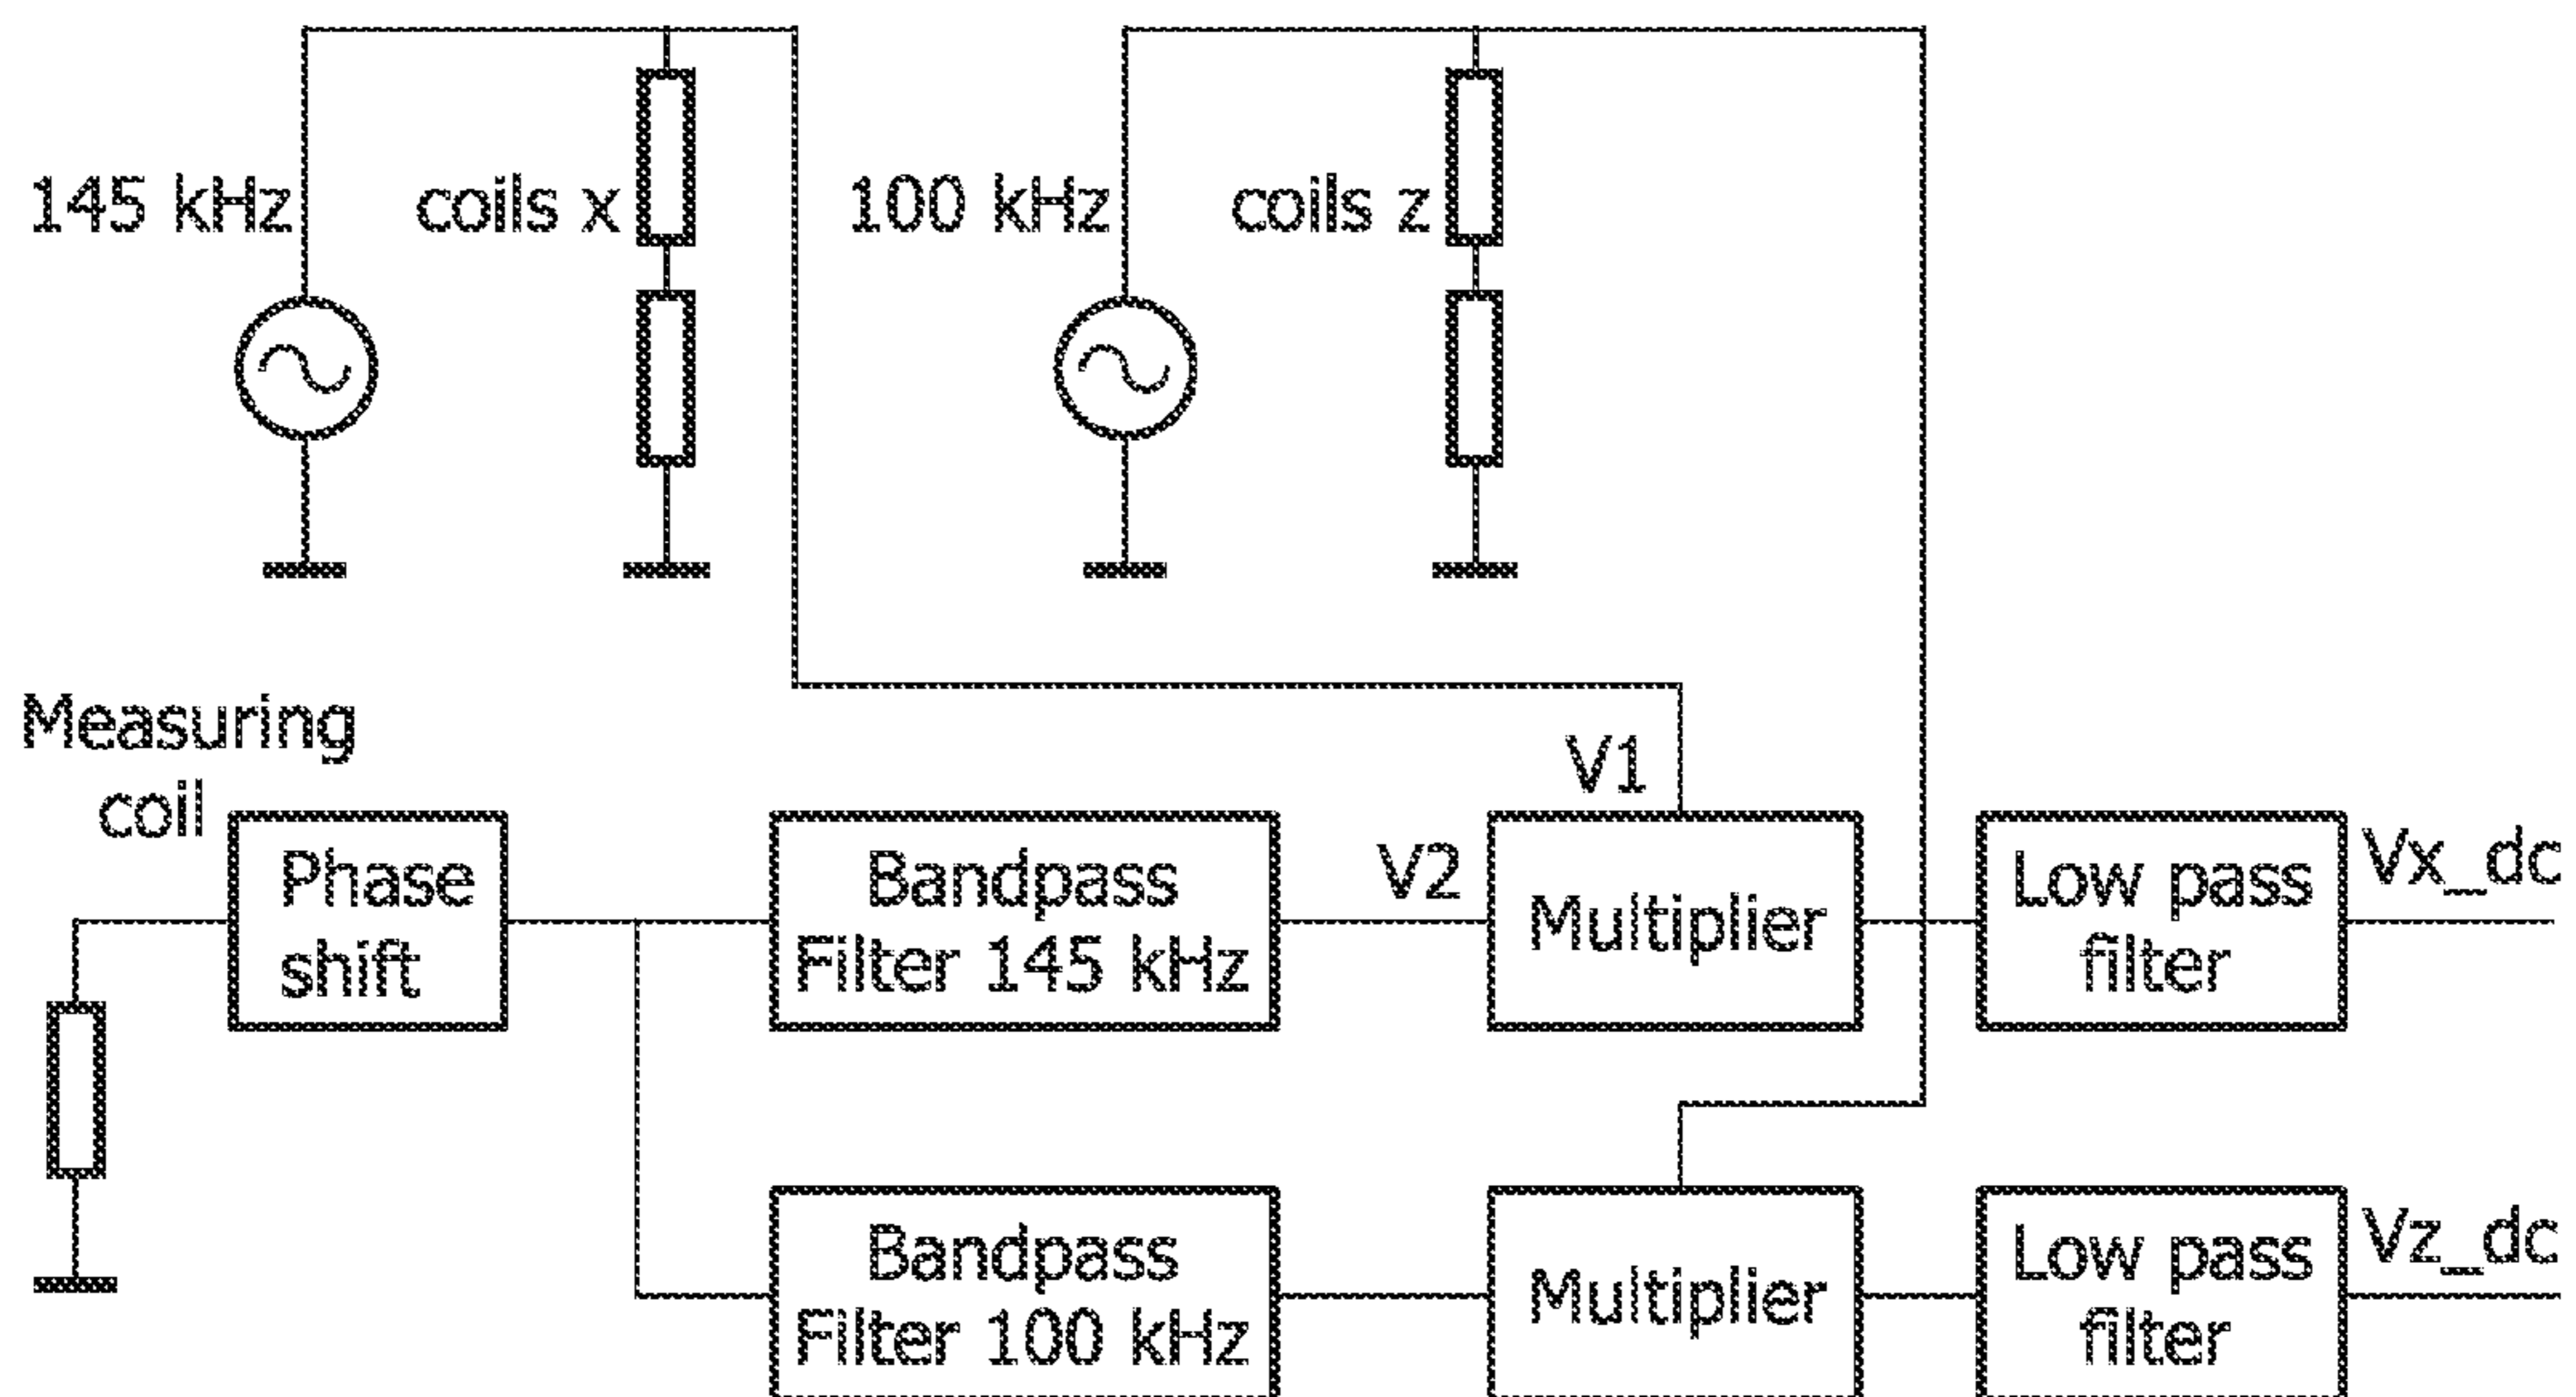 145 kHz
coils x
100 kHz
coils z
Measuring
coil
Phase
shift
Bandpass
Filter 145 kHz
V2
V1
Multiplier
Low pass
filter
Vx_dc
Bandpass
Filter 100 kHz
Multiplier
Low pass
filter
Vz_dc